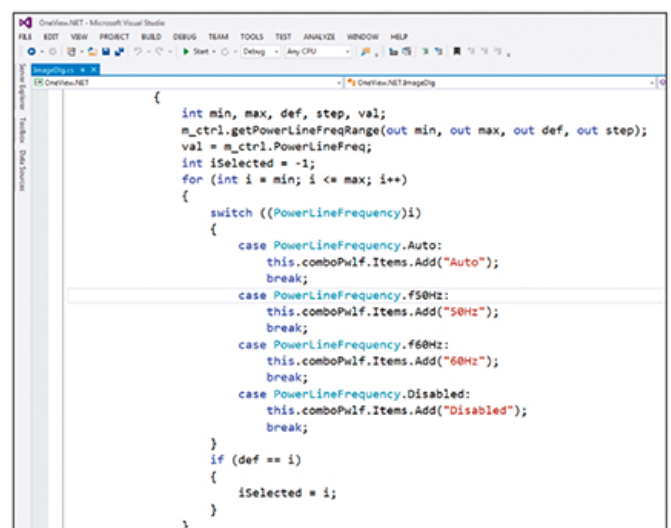 OneView.NET - Microsoft Visual Studio
FILE EDIT VIEW PROJECT BUILD DEBUG TEAM TOOLS TEST ANALYZE WINDOW HELP
Start Debug Any CPU
ImageDig.cs
OneView.NET OneView.NET.ImageDig
Server Explorer Toolbox Data Sources
{
int min, max, def, step, val;
m_ctrl.getPowerLineFreqRange(out min, out max, out def, out step);
val = m_ctrl.PowerLineFreq;
int iSelected = -1;
for (int i = min; i <= max; i++)
{
switch ((PowerLineFrequency)i)
{
case PowerLineFrequency.Auto:
this.comboPwlf.Items.Add("Auto");
break;
case PowerLineFrequency.f50Hz:
this.comboPwlf.Items.Add("50Hz");
break;
case PowerLineFrequency.f60Hz:
this.comboPwlf.Items.Add("60Hz");
break;
case PowerLineFrequency.Disabled:
this.comboPwlf.Items.Add("Disabled");
break;
}
if (def == i)
{
iSelected = i;
}
}